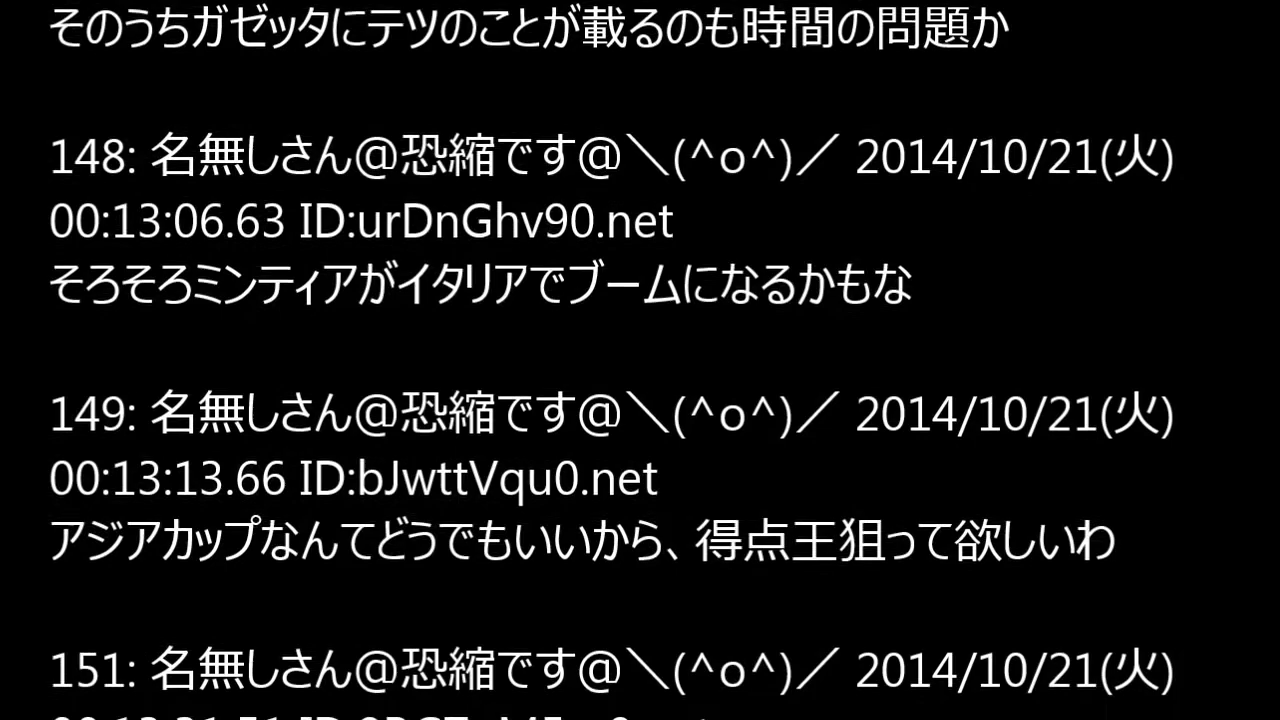 そのうちガゼッタにテツのことが載るのも時間の問題か
148: 名無しさん@恐縮です@＼(^o^)／ 2014/10/21(火)
00:13:06.63 ID:urDnGhv90.net
そろそろミンティアがイタリアでブームになるかもな
149: 名無しさん@恐縮です@＼(^o^)／ 2014/10/21(火)
00:13:13.66 ID:bJwttVqu0.net
アジアカップなんてどうでもいいから、得点王狙って欲しいわ
151: 名無しさん@恐縮です@＼(^o^)／ 2014/10/21(火)